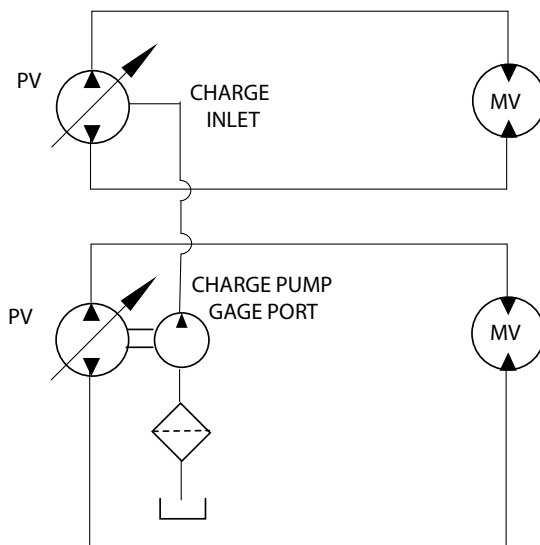 PV
CHARGE
INLET
MV
CHARGE PUMP
GAGE PORT
PV
MV